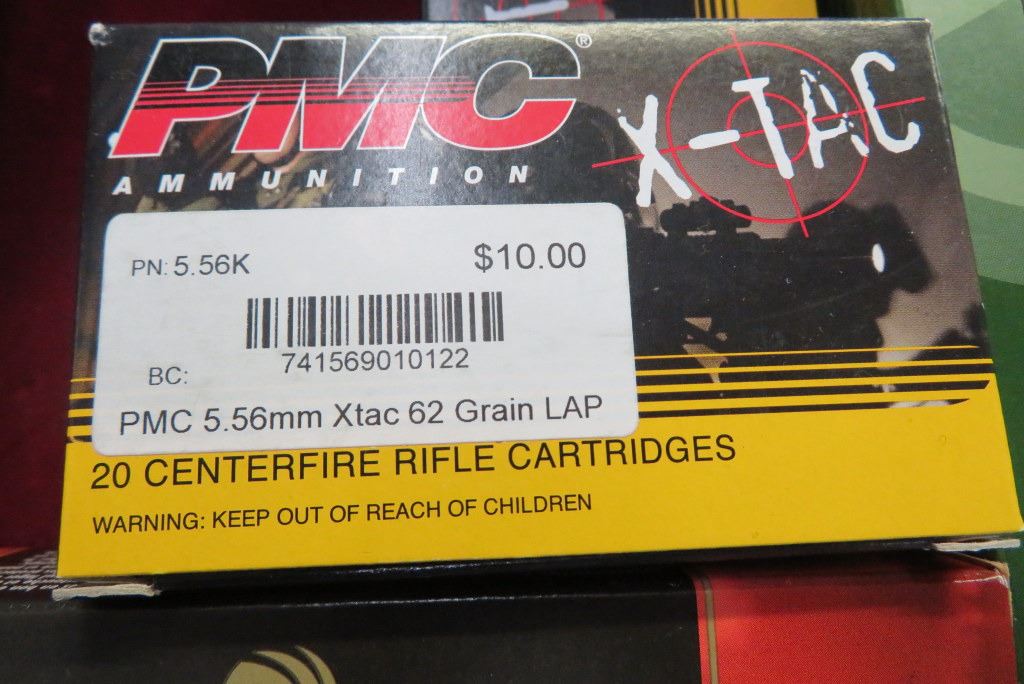 PMC®
AMMUNITION
X-TAC
PN: 5.56K
$10.00
741569010122
BC:
PMC 5.56mm Xtac 62 Grain LAP
20 CENTERFIRE RIFLE CARTRIDGES
WARNING: KEEP OUT OF REACH OF CHILDREN